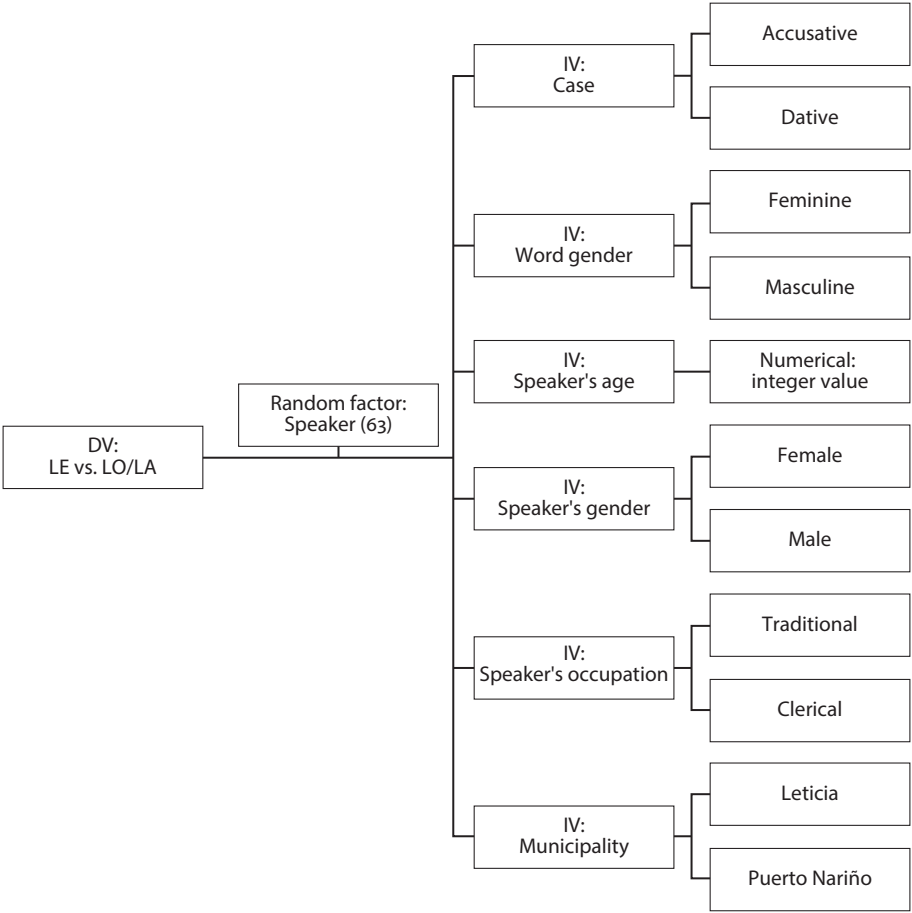 DV:
LE vs. LO/LA
Random factor:
Speaker (63)
IV:
Case
Accusative
Dative
IV:
Word gender
Feminine
Masculine
IV:
Speaker's age
Numerical:
integer value
IV:
Speaker's gender
Female
Male
IV:
Speaker's occupation
Traditional
Clerical
IV:
Municipality
Leticia
Puerto Nariño